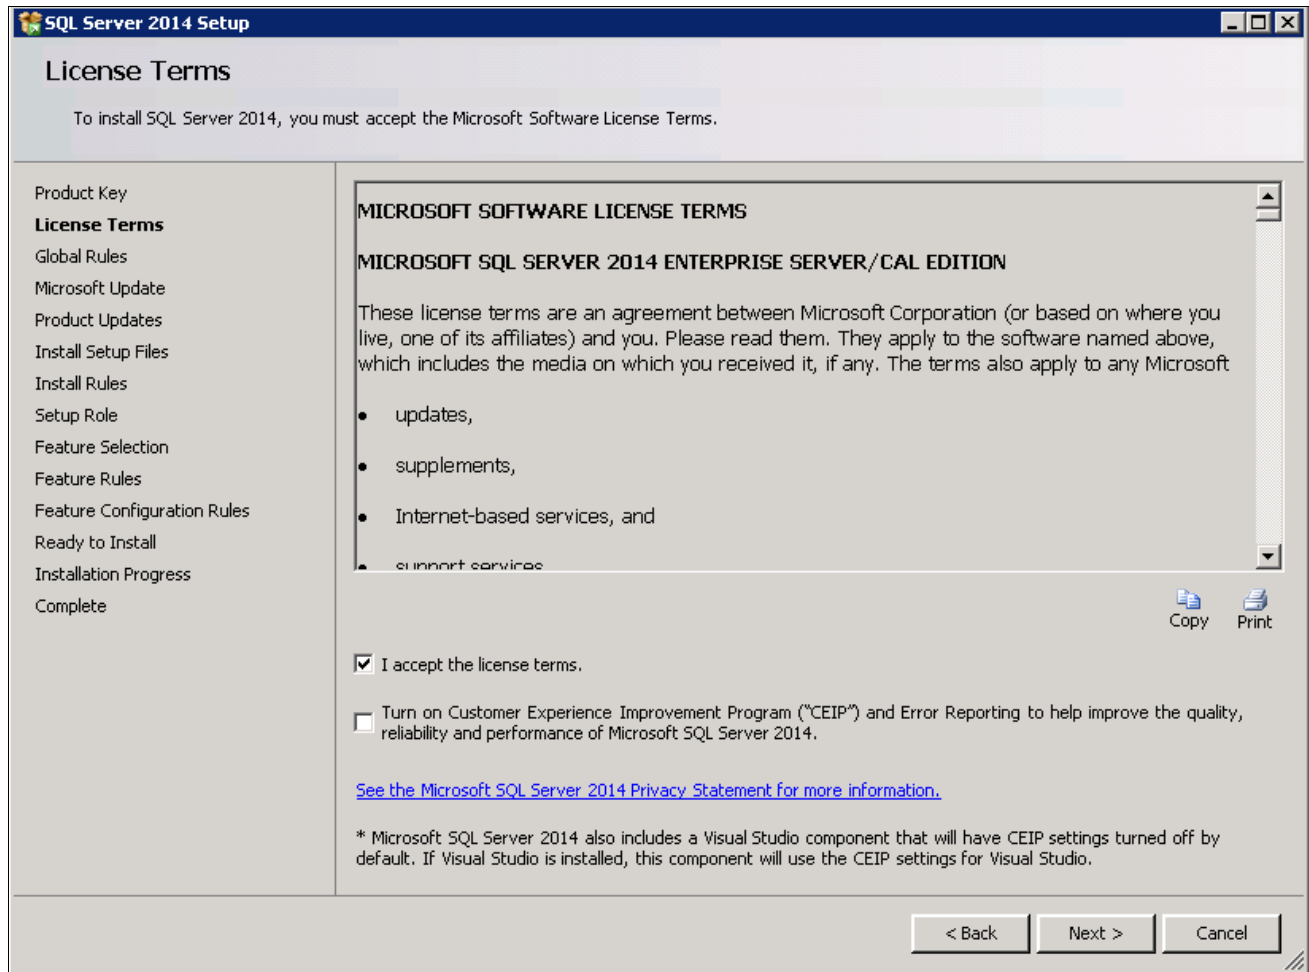 SQL Server 2014 Setup
License Terms
To install SQL Server 2014, you must accept the Microsoft Software License Terms.
Product Key
License Terms
Global Rules
Microsoft Update
Product Updates
Install Setup Files
Install Rules
Setup Role
Feature Selection
Feature Rules
Feature Configuration Rules
Ready to Install
Installation Progress
Complete
MICROSOFT SOFTWARE LICENSE TERMS
MICROSOFT SQL SERVER 2014 ENTERPRISE SERVER/CAL EDITION
These license terms are an agreement between Microsoft Corporation (or based on where you
live, one of its affiliates) and you. Please read them. They apply to the software named above,
which includes the media on which you received it, if any. The terms also apply to any Microsoft
• updates,
• supplements,
• Internet-based services, and
• support services
Copy
Print
I accept the license terms.
Turn on Customer Experience Improvement Program ("CEIP") and Error Reporting to help improve the quality,
reliability and performance of Microsoft SQL Server 2014.
See the Microsoft SQL Server 2014 Privacy Statement for more information.
* Microsoft SQL Server 2014 also includes a Visual Studio component that will have CEIP settings turned off by
default. If Visual Studio is installed, this component will use the CEIP settings for Visual Studio.
< Back
Next >
Cancel